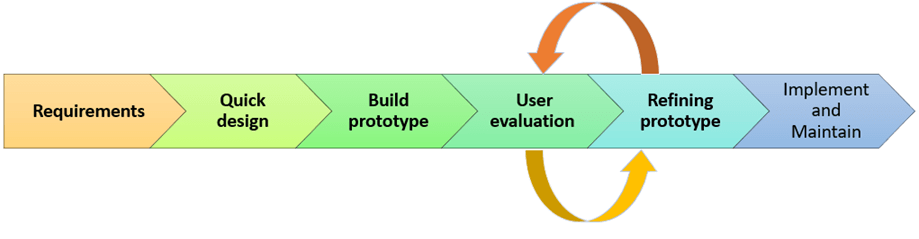 Requirements
Quick
design
Build
prototype
User
evaluation
Refining
prototype
Implement
and
Maintain